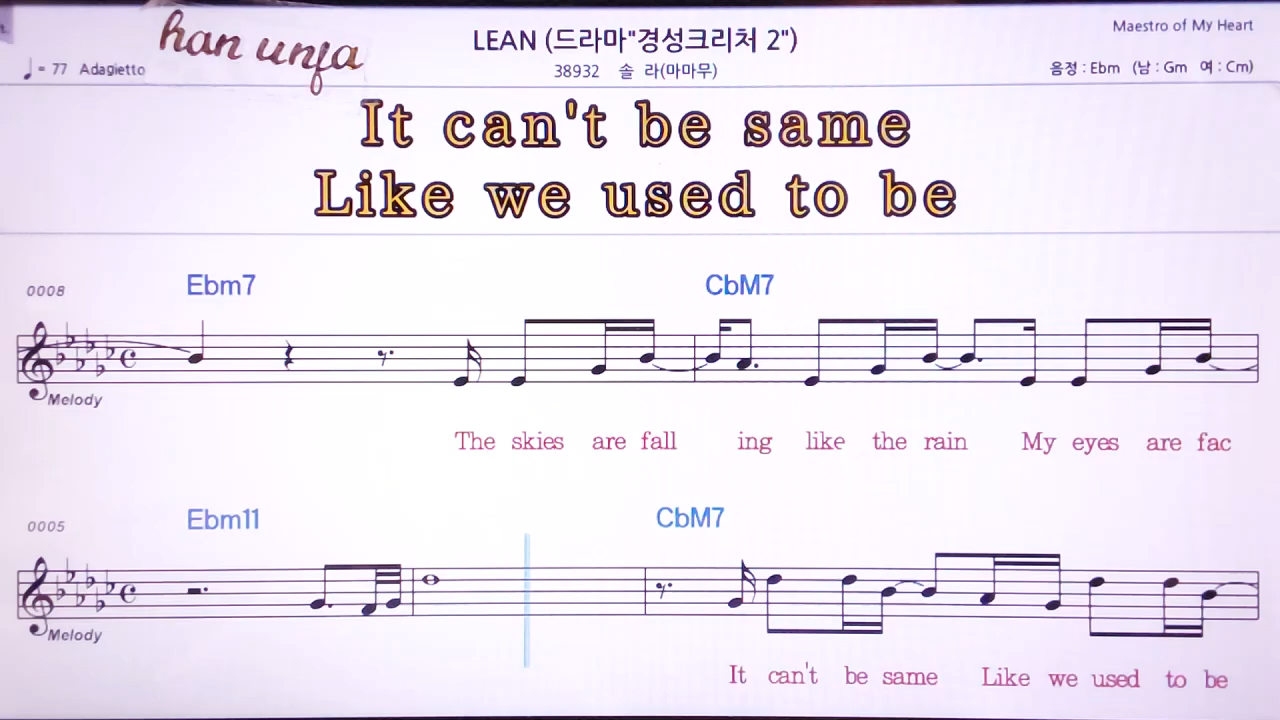 han unja
LEAN (드라마"경성크리처 2")
Maestro of My Heart
♩ = 77 Adagietto
38932 솔 라(마마무)
음정 : Ebm (남 : Gm 여 : Cm)
It can't be same
Like we used to be
0008
Ebm7 CbM7
Melody
The skies are fall ing like the rain My eyes are fac
0005
Ebm11 CbM7
Melody
It can't be same Like we used to be